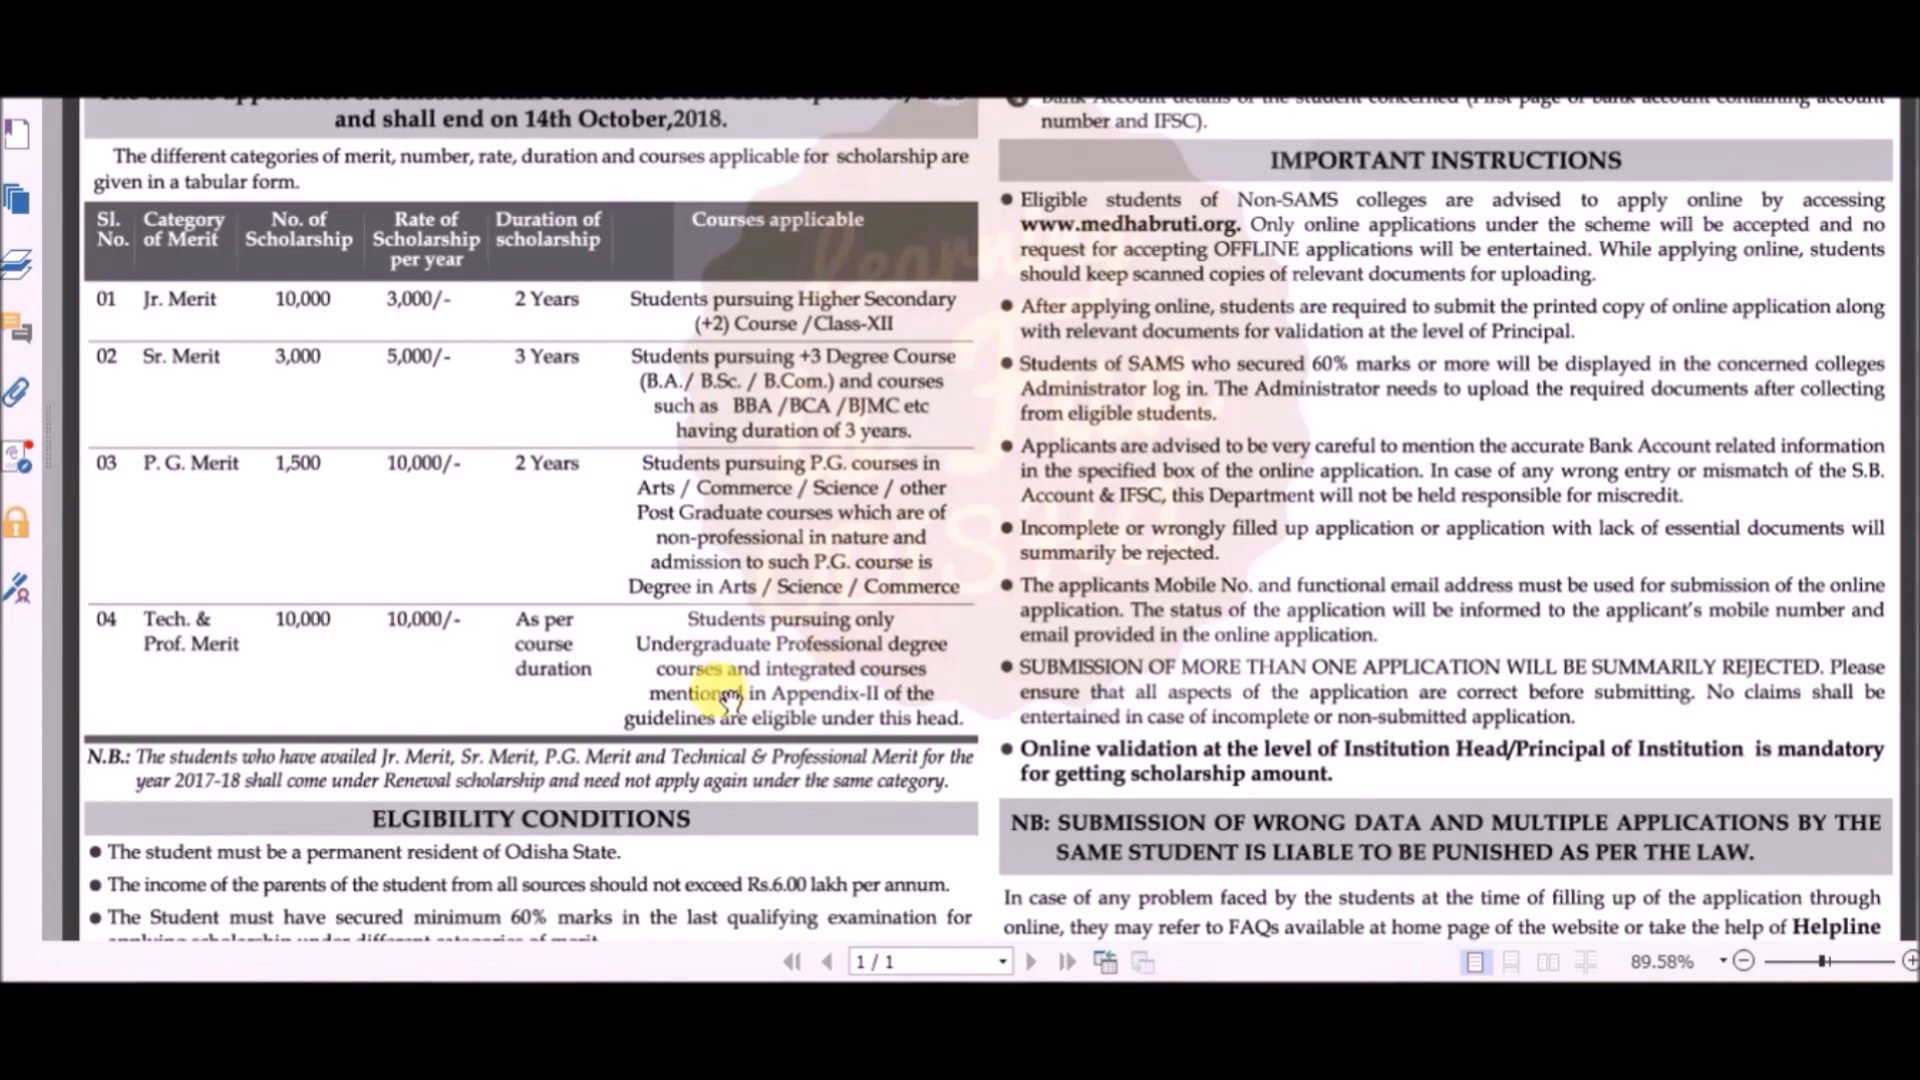 and shall end on 14th October,2018.
The different categories of merit, number, rate, duration and courses applicable for scholarship are
given in a tabular form.
Sl. No. Category of Merit No. of Scholarship Rate of Scholarship per year Duration of scholarship Courses applicable
01 Jr. Merit 10,000 3,000/- 2 Years Students pursuing Higher Secondary
(+2) Course /Class-XII
02 Sr. Merit 3,000 5,000/- 3 Years Students pursuing +3 Degree Course
(B.A./ B.Sc. / B.Com.) and courses
such as BBA /BCA /BJMC etc
having duration of 3 years.
03 P. G. Merit 1,500 10,000/- 2 Years Students pursuing P.G. courses in
Arts / Commerce / Science / other
Post Graduate courses which are of
non-professional in nature and
admission to such P.G. course is
Degree in Arts / Science / Commerce
04 Tech. & Prof. Merit 10,000 10,000/- As per course duration Students pursuing only
Undergraduate Professional degree
courses and integrated courses
in Appendix-II of the
guidelines are eligible under this head.
N.B.: The students who have availed Jr. Merit, Sr. Merit, P.G. Merit and Technical & Professional Merit for the
year 2017-18 shall come under Renewal scholarship and need not apply again under the same category.
ELGIBILITY CONDITIONS
● The student must be a permanent resident of Odisha State.
● The income of the parents of the student from all sources should not exceed Rs.6.00 lakh per annum.
● The Student must have secured minimum 60% marks in the last qualifying examination for
number and IFSC).
IMPORTANT INSTRUCTIONS
● Eligible students of Non-SAMS colleges are advised to apply online by accessing
www.medhabruti.org. Only online applications under the scheme will be accepted and no
request for accepting OFFLINE applications will be entertained. While applying online, students
should keep scanned copies of relevant documents for uploading.
● After applying online, students are required to submit the printed copy of online application along
with relevant documents for validation at the level of Principal.
● Students of SAMS who secured 60% marks or more will be displayed in the concerned colleges
Administrator log in. The Administrator needs to upload the required documents after collecting
from eligible students.
● Applicants are advised to be very careful to mention the accurate Bank Account related information
in the specified box of the online application. In case of any wrong entry or mismatch of the S.B.
Account & IFSC, this Department will not be held responsible for miscredit.
● Incomplete or wrongly filled up application or application with lack of essential documents will
summarily be rejected.
● The applicants Mobile No. and functional email address must be used for submission of the online
application. The status of the application will be informed to the applicant's mobile number and
email provided in the online application.
● SUBMISSION OF MORE THAN ONE APPLICATION WILL BE SUMMARILY REJECTED. Please
ensure that all aspects of the application are correct before submitting. No claims shall be
entertained in case of incomplete or non-submitted application.
● Online validation at the level of Institution Head/Principal of Institution is mandatory
for getting scholarship amount.
NB: SUBMISSION OF WRONG DATA AND MULTIPLE APPLICATIONS BY THE
SAME STUDENT IS LIABLE TO BE PUNISHED AS PER THE LAW.
In case of any problem faced by the students at the time of filling up of the application through
online, they may refer to FAQs available at home page of the website or take the help of Helpline
1 / 1
89.58%